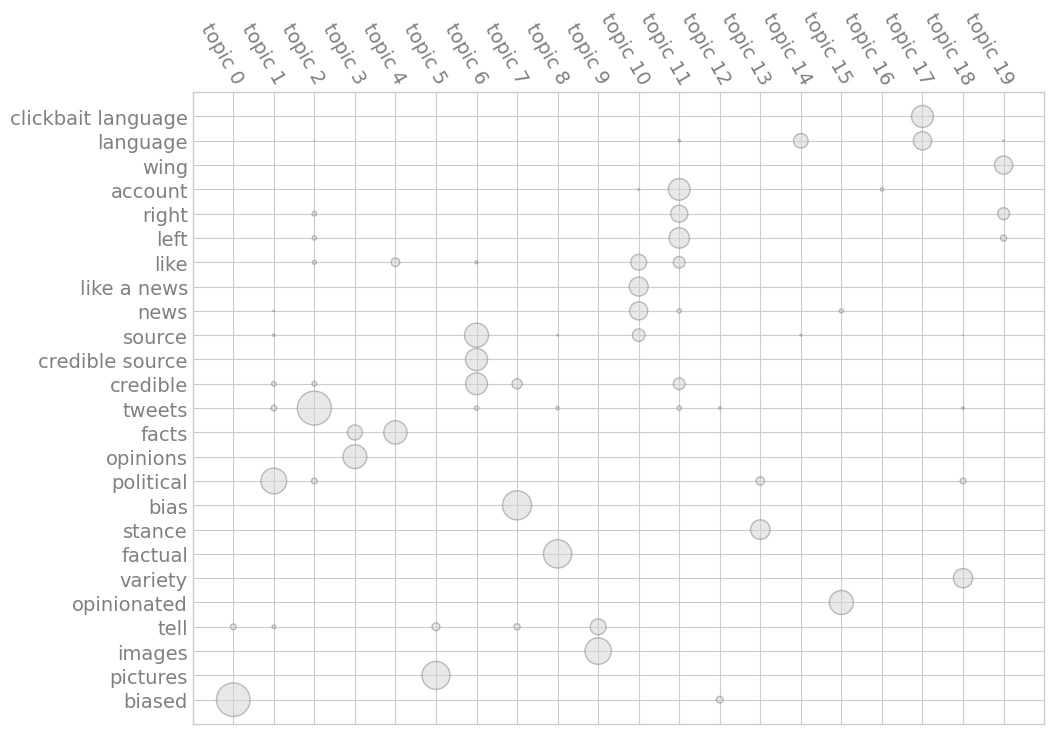 topic 0
topic 1
topic 2
topic 3
topic 4
topic 5
topic 6
topic 7
topic 8
topic 9
topic 10
topic 11
topic 12
topic 13
topic 14
topic 15
topic 16
topic 17
topic 18
topic 19
clickbait language
language
wing
account
right
left
like
like a news
news
source
credible source
credible
tweets
facts
opinions
political
bias
stance
factual
variety
opinionated
tell
images
pictures
biased